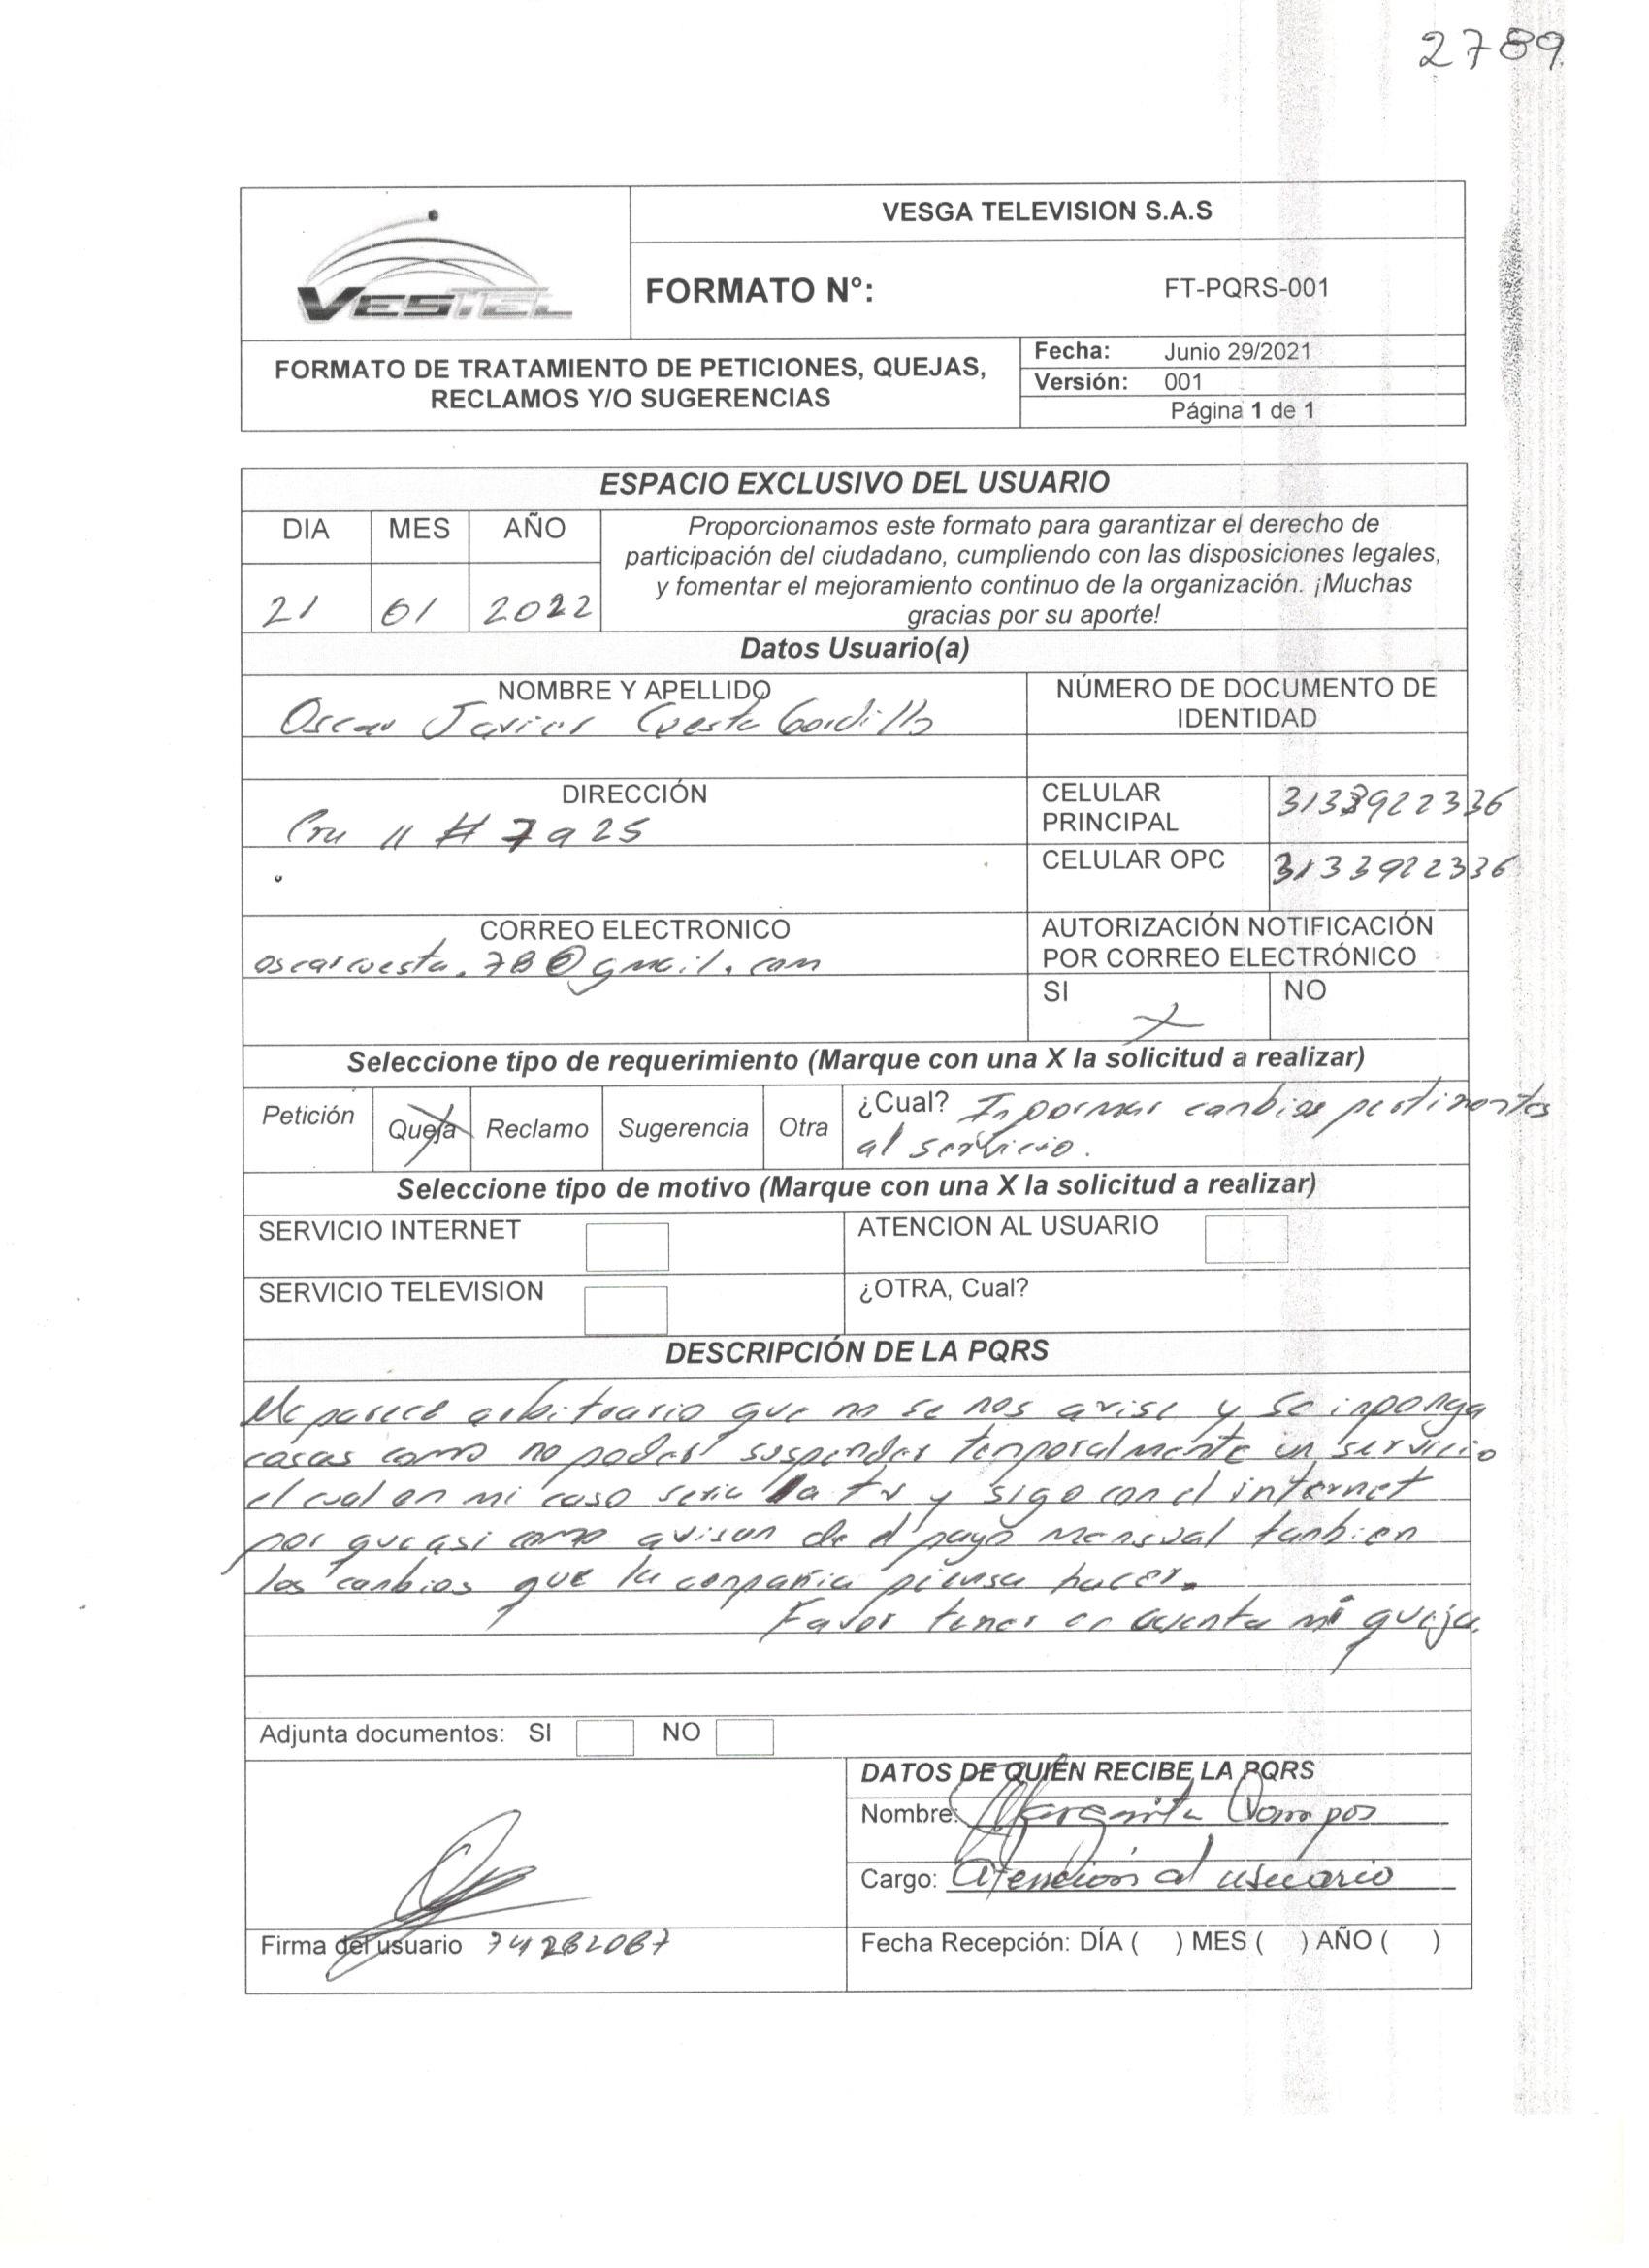 2789
VESTEL
VESGA TELEVISION S.A.S
FORMATO N°: FT-PQRS-001
FORMATO DE TRATAMIENTO DE PETICIONES, QUEJAS,
RECLAMOS Y/O SUGERENCIAS
Fecha: Junio 29/2021
Versión: 001
Página 1 de 1
ESPACIO EXCLUSIVO DEL USUARIO
DIA MES AÑO
21 01 2022
Proporcionamos este formato para garantizar el derecho de
participación del ciudadano, cumpliendo con las disposiciones legales,
y fomentar el mejoramiento continuo de la organización. ¡Muchas
gracias por su aporte!
Datos Usuario(a)
NOMBRE Y APELLIDO
Oscar Javier Cuesta Gordillo
NÚMERO DE DOCUMENTO DE
IDENTIDAD
DIRECCIÓN
Cra 11 # 7a25
CELULAR
PRINCIPAL
3133922336
CELULAR OPC 3133922336
CORREO ELECTRONICO
oscarcuesta.78@gmail.com
AUTORIZACIÓN NOTIFICACIÓN
POR CORREO ELECTRÓNICO
SI X NO
Seleccione tipo de requerimiento (Marque con una X la solicitud a realizar)
Petición Queja Reclamo Sugerencia Otra
¿Cual? Informar canbios pertinentes
al servicio.
Seleccione tipo de motivo (Marque con una X la solicitud a realizar)
SERVICIO INTERNET ATENCION AL USUARIO
SERVICIO TELEVISION ¿OTRA, Cual?
DESCRIPCIÓN DE LA PQRS
Me parece arbitrario que no se nos avise y se inponga
cosas como no poder suspender tenporalmente un servicio
el cual en mi caso seria la tv y sigo con el internet
por que asi como avisan de el pago mensual tanbien
los canbios que la conpañia piensa hacer.
Favor tener en cuenta mi queja.
Adjunta documentos: SI NO
DATOS DE QUIÉN RECIBE LA PQRS
Nombre: Margarita Campos
Cargo: Atención al usuario
Firma del usuario 74282087
Fecha Recepción: DÍA ( ) MES ( ) AÑO ( )